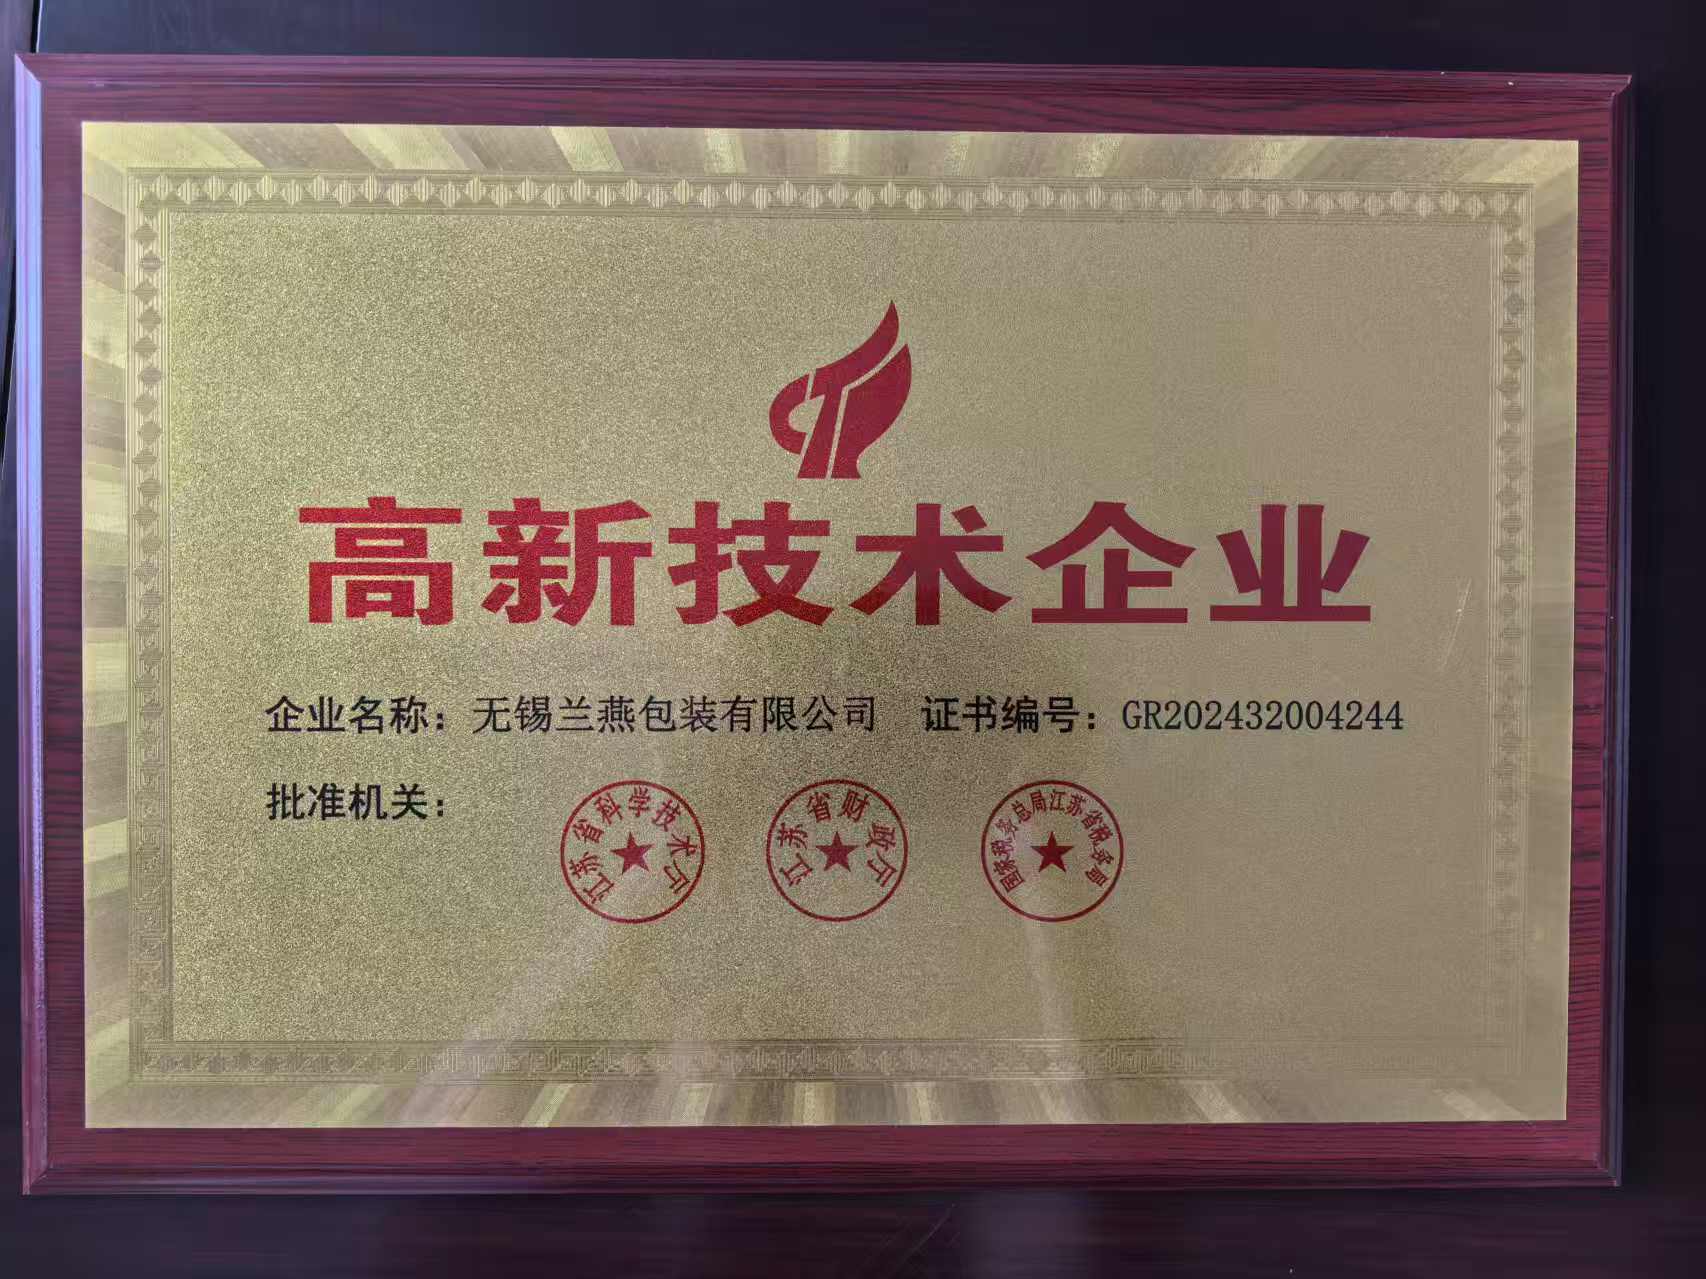 高新技术企业
企业名称：无锡兰燕包装有限公司 证书编号：GR202432004244
批准机关：
江苏省科学技术厅
江苏省财政厅
国家税务总局江苏省税务局